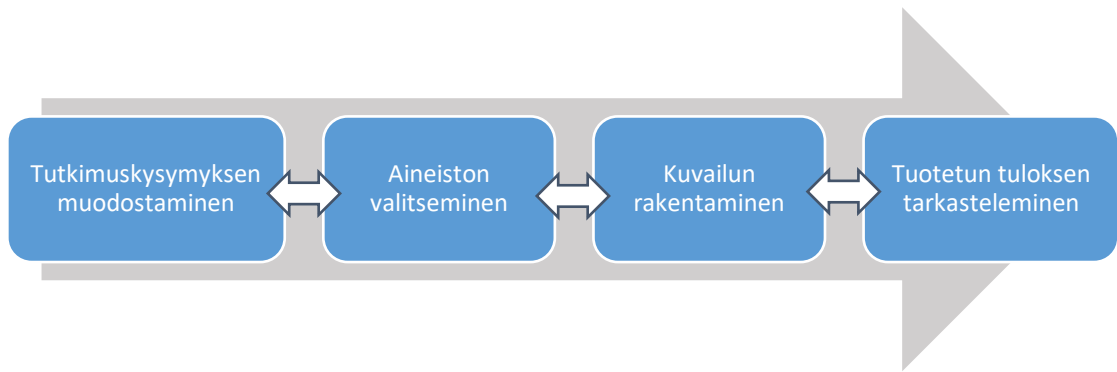 Tutkimuskysymyksen
muodostaminen
Aineiston
valitseminen
Kuvailun
rakentaminen
Tuotetun tuloksen
tarkasteleminen